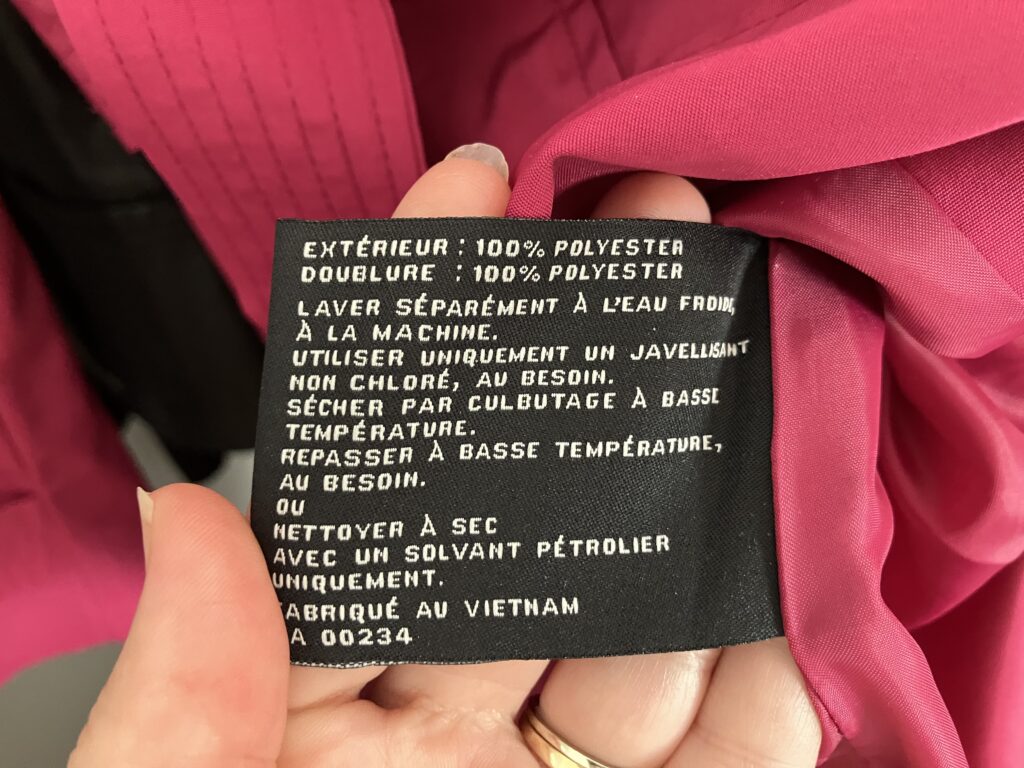 EXTÉRIEUR : 100% POLYESTER
DOUBLURE : 100% POLYESTER
LAVER SÉPARÉMENT À L'EAU FROIDE,
À LA MACHINE.
UTILISER UNIQUEMENT UN JAVELLISANT
NON CHLORÉ, AU BESOIN.
SÉCHER PAR CULBUTAGE À BASSE
TEMPÉRATURE.
REPASSER À BASSE TEMPÉRATURE,
AU BESOIN.
OU
NETTOYER À SEC
AVEC UN SOLVANT PÉTROLIER
UNIQUEMENT.
FABRIQUÉ AU VIETNAM
A 00234